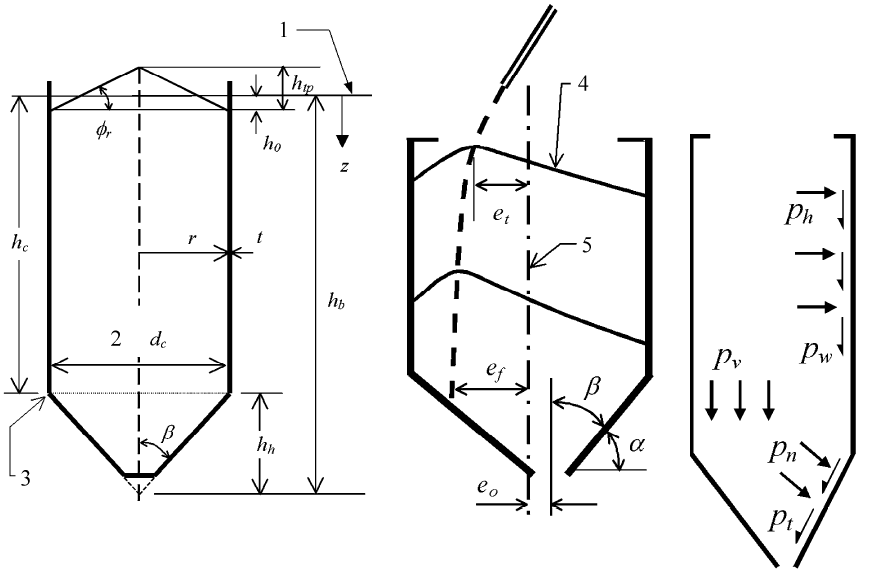 1
h_tp
ϕ_r
h_o
z
h_c
r
t
h_b
2 d_c
β
h_h
3
4
e_t
5
e_f
β
α
e_o
p_h
p_w
p_v
p_n
p_t